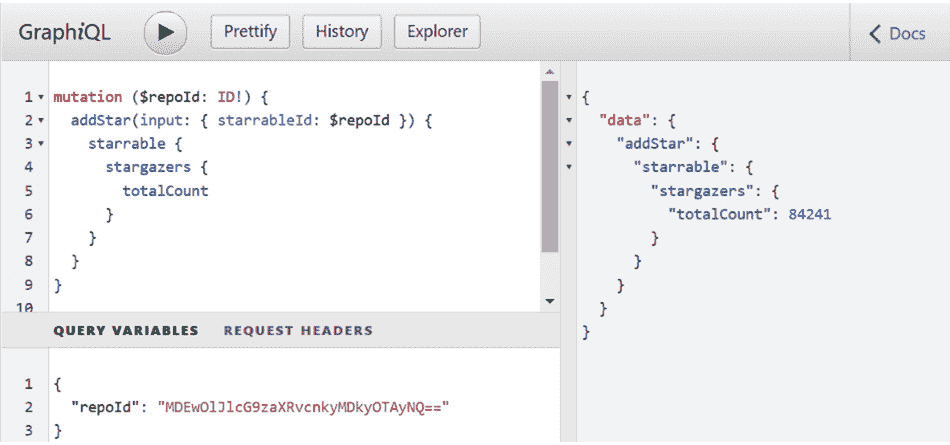 GraphiQL Prettify History Explorer Docs
1 mutation ($repoId: ID!) {
2 addStar(input: { starrableId: $repoId }) {
3 starrable {
4 stargazers {
5 totalCount
6 }
7 }
8 }
9 }
10
QUERY VARIABLES REQUEST HEADERS
1 {
2 "repoId": "MDEwOlJlcG9zaXRvcnkyMDkyOTAyNQ=="
3 }
{
"data": {
"addStar": {
"starrable": {
"stargazers": {
"totalCount": 84241
}
}
}
}
}